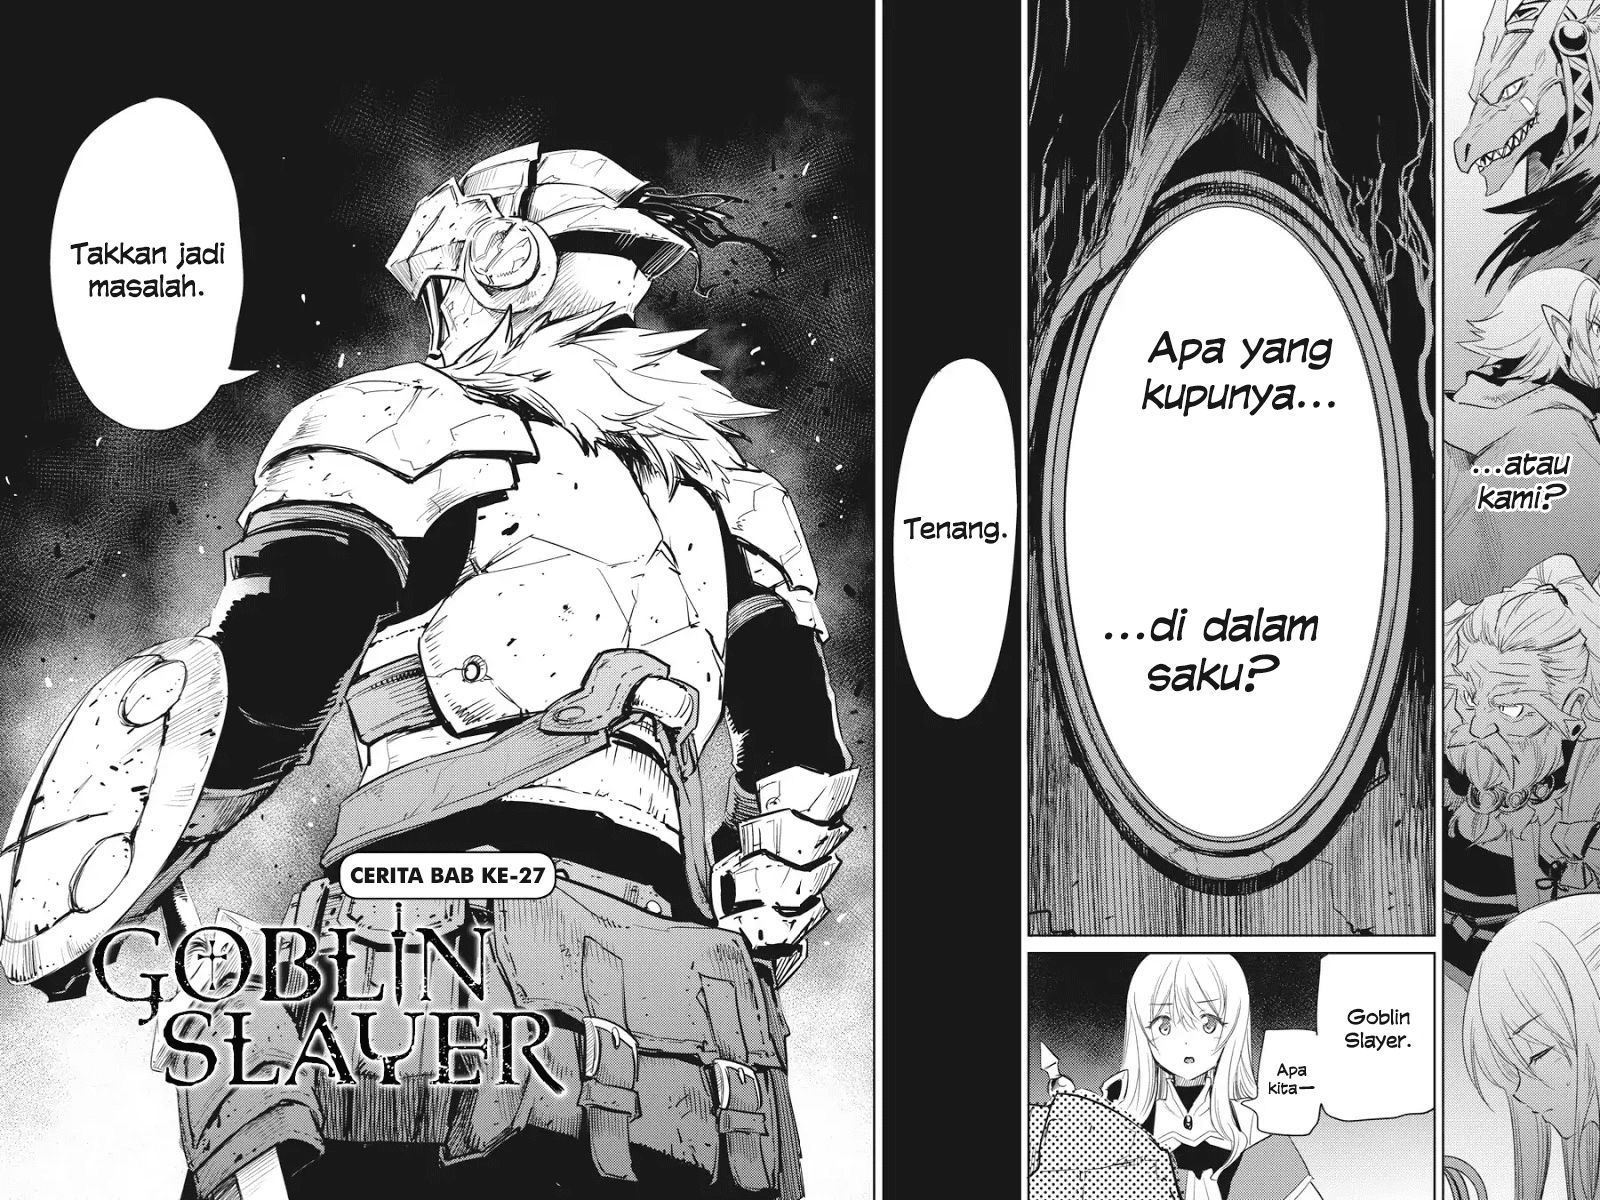 ...atau
kami?
Apa yang
kupunya...
...di dalam
saku?
Goblin
Slayer.
Apa
kita—
Tenang.
Takkan jadi
masalah.
CERITA BAB KE-27
GOBLIN
SLAYER